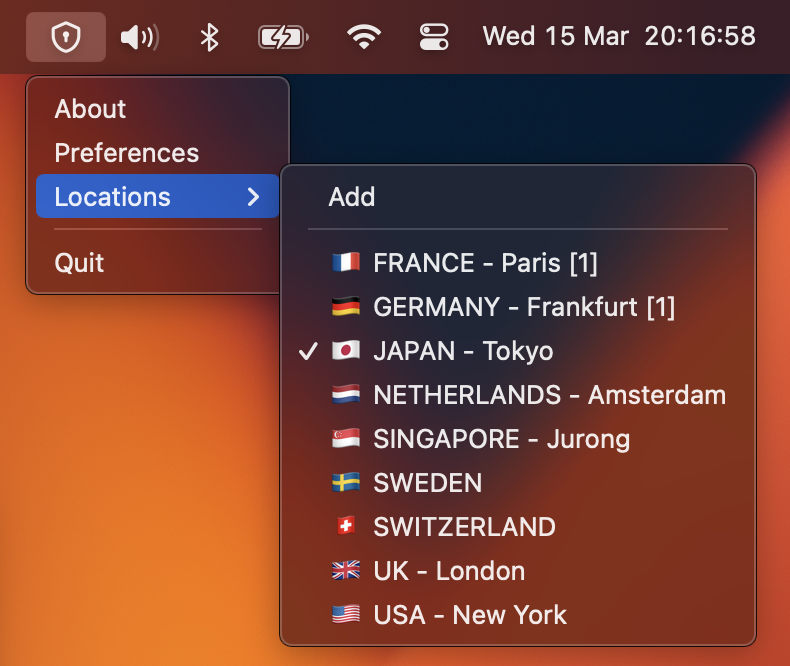 Wed 15 Mar 20:16:58
About
Preferences
Locations
Quit
Add
FRANCE - Paris [1]
GERMANY - Frankfurt [1]
JAPAN - Tokyo
NETHERLANDS - Amsterdam
SINGAPORE - Jurong
SWEDEN
SWITZERLAND
UK - London
USA - New York